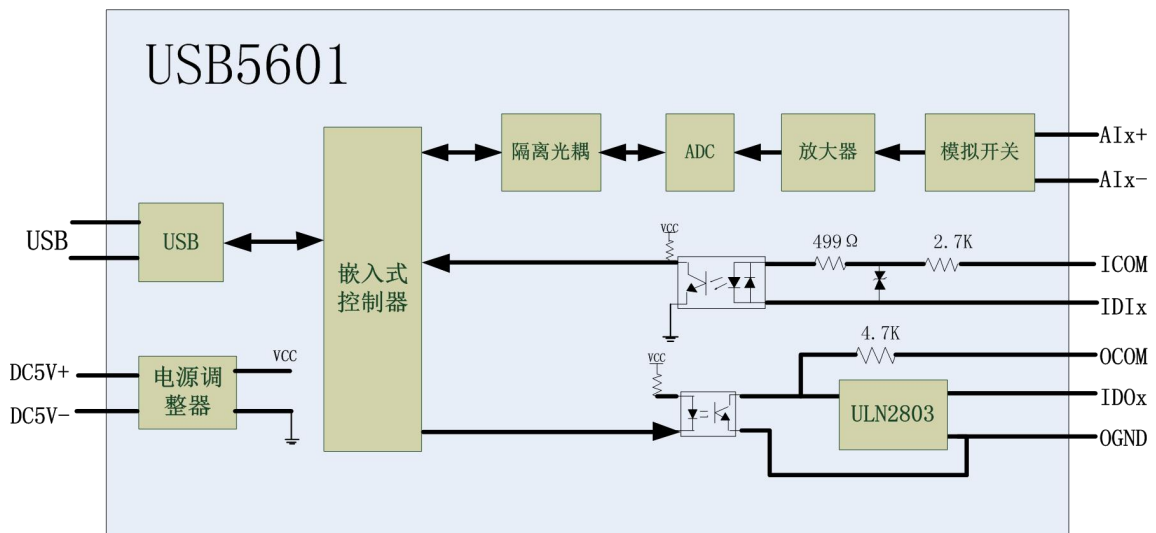 USB5601
隔离光耦
ADC
放大器
模拟开关
AIx+
AIx-
USB
USB
嵌入式
控制器
VCC
499Ω
2.7K
ICOM
IDIx
DC5V+
DC5V-
电源调
整器
VCC
VCC
4.7K
OCOM
ULN2803
IDOx
OGND